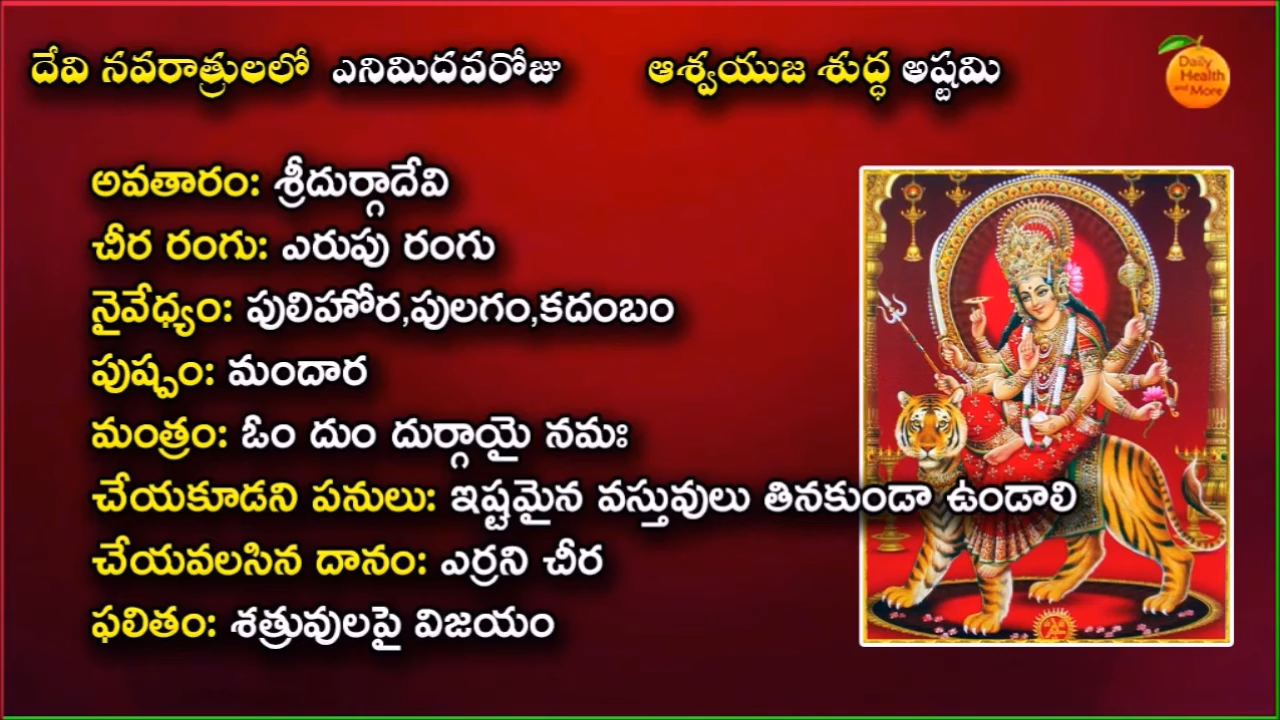 దేవి నవరాత్రులలో ఎనిమిదవరోజు ఆశ్వయుజ శుద్ధ అష్టమి
Daily
Health
and
More
అవతారం: శ్రీదుర్గాదేవి
చీర రంగు: ఎరుపు రంగు
నైవేధ్యం: పులిహోర,పులగం,కదంబం
పుష్పం: మందార
మంత్రం: ఓం దుం దుర్గాయై నమః
చేయకూడని పనులు: ఇష్టమైన వస్తువులు తినకుండా ఉండాలి
చేయవలసిన దానం: ఎర్రని చీర
ఫలితం: శత్రువులపై విజయం